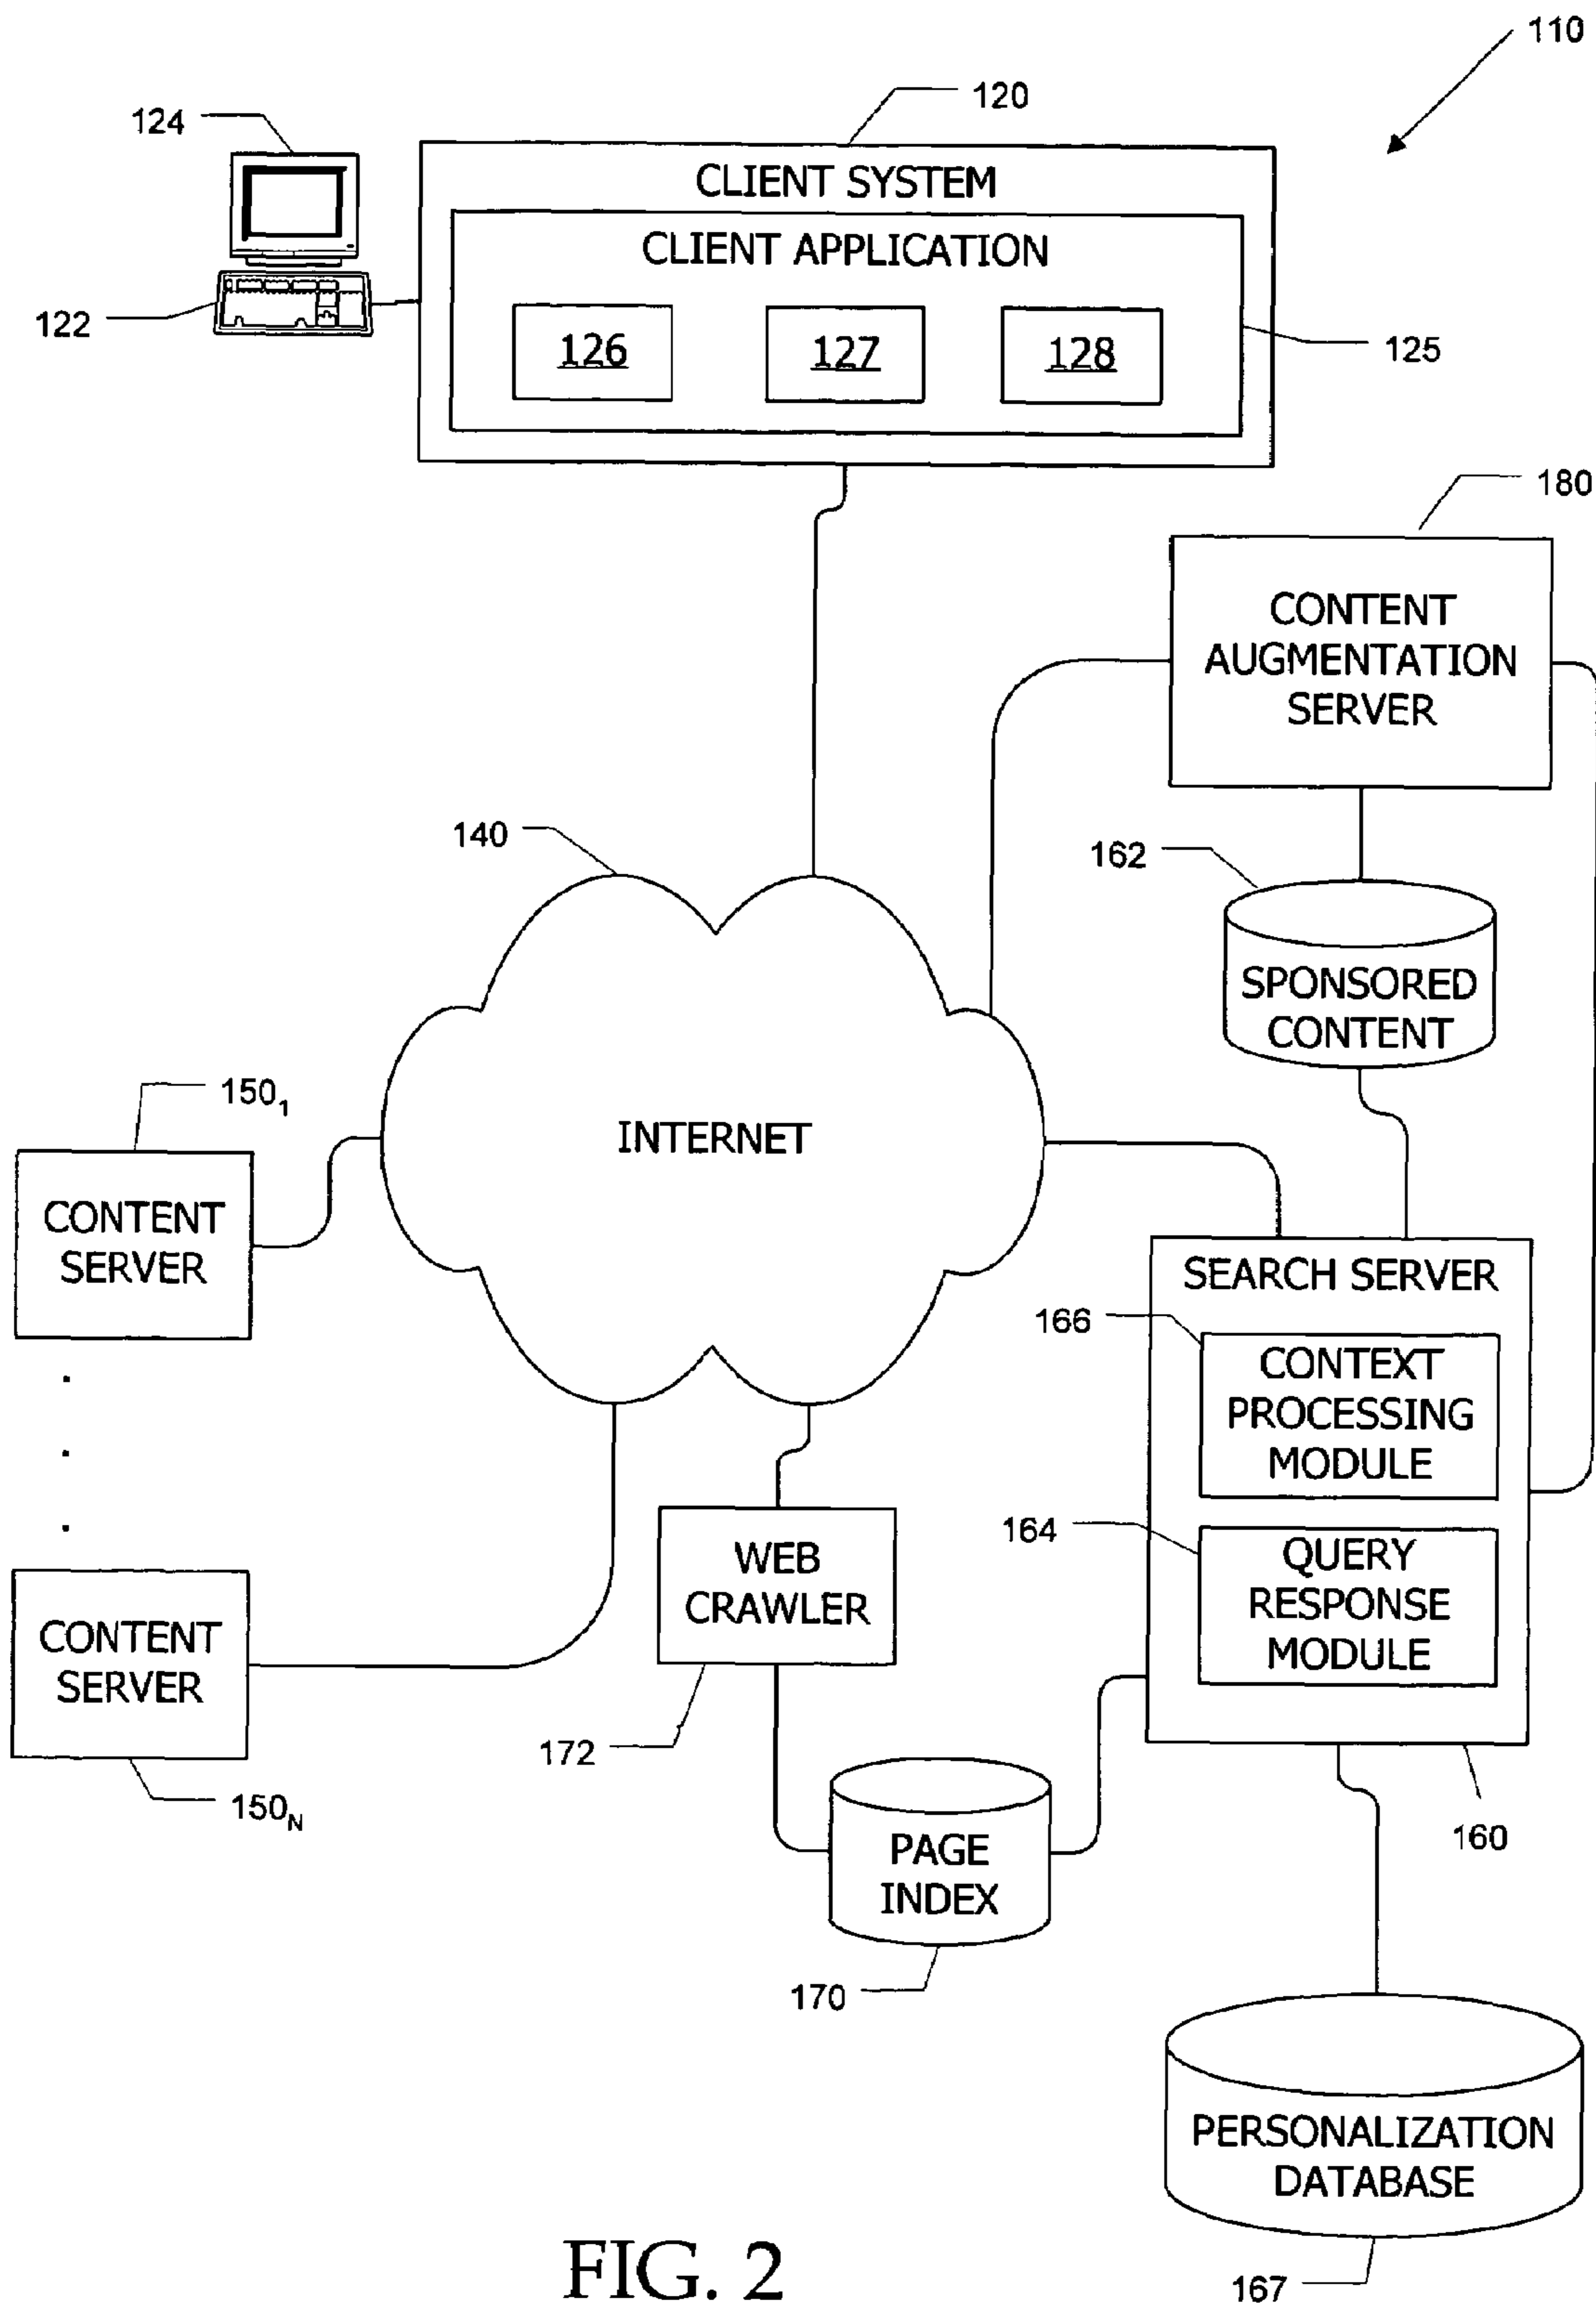 110
120
124
CLIENT SYSTEM
CLIENT APPLICATION
122
126
127
128
125
180
CONTENT
AUGMENTATION
SERVER
140
162
SPONSORED
CONTENT
150₁
INTERNET
CONTENT
SERVER
SEARCH SERVER
166
CONTEXT
PROCESSING
MODULE
.
.
.
164
QUERY
RESPONSE
MODULE
WEB
CRAWLER
CONTENT
SERVER
172
150N
160
PAGE
INDEX
170
PERSONALIZATION
DATABASE
167
FIG. 2